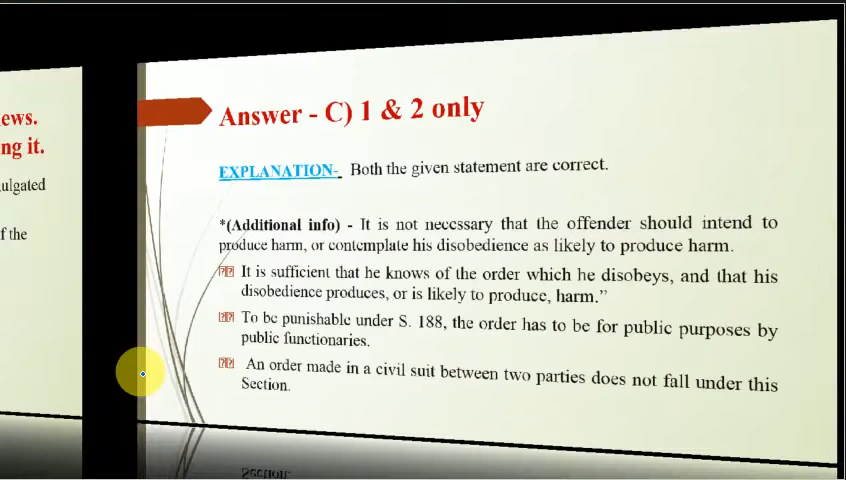 ews.
ng it.
ulgated
f the
Answer - C) 1 & 2 only
EXPLANATION- Both the given statement are correct.
*(Additional info) - It is not necessary that the offender should intend to
produce harm, or contemplate his disobedience as likely to produce harm.
It is sufficient that he knows of the order which he disobeys, and that his
disobedience produces, or is likely to produce, harm.”
To be punishable under S. 188, the order has to be for public purposes by
public functionaries.
An order made in a civil suit between two parties does not fall under this
Section.